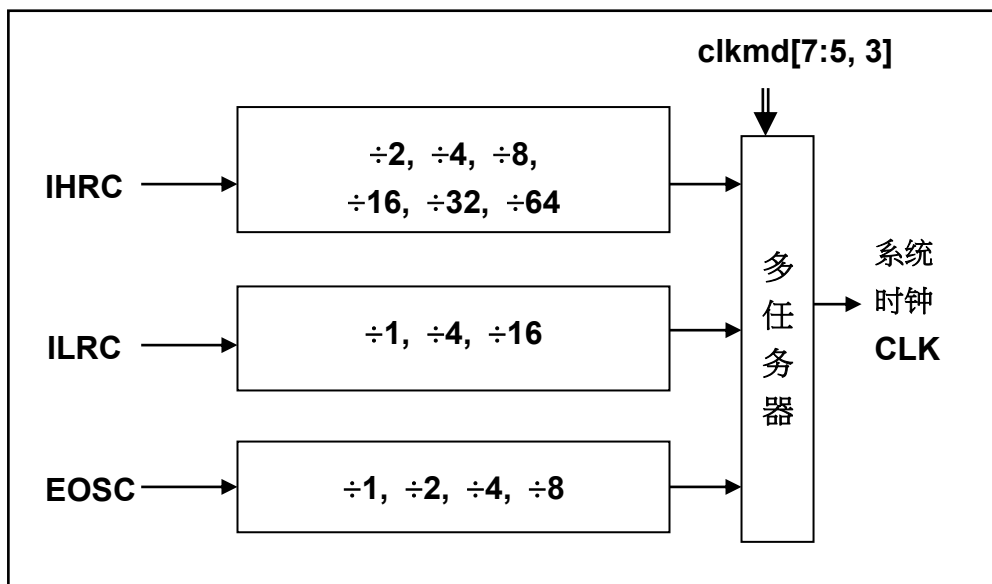 clkmd[7:5, 3]
IHRC
÷2, ÷4, ÷8,
÷16, ÷32, ÷64
ILRC
÷1, ÷4, ÷16
EOSC
÷1, ÷2, ÷4, ÷8
多任务器
系统
时钟
CLK